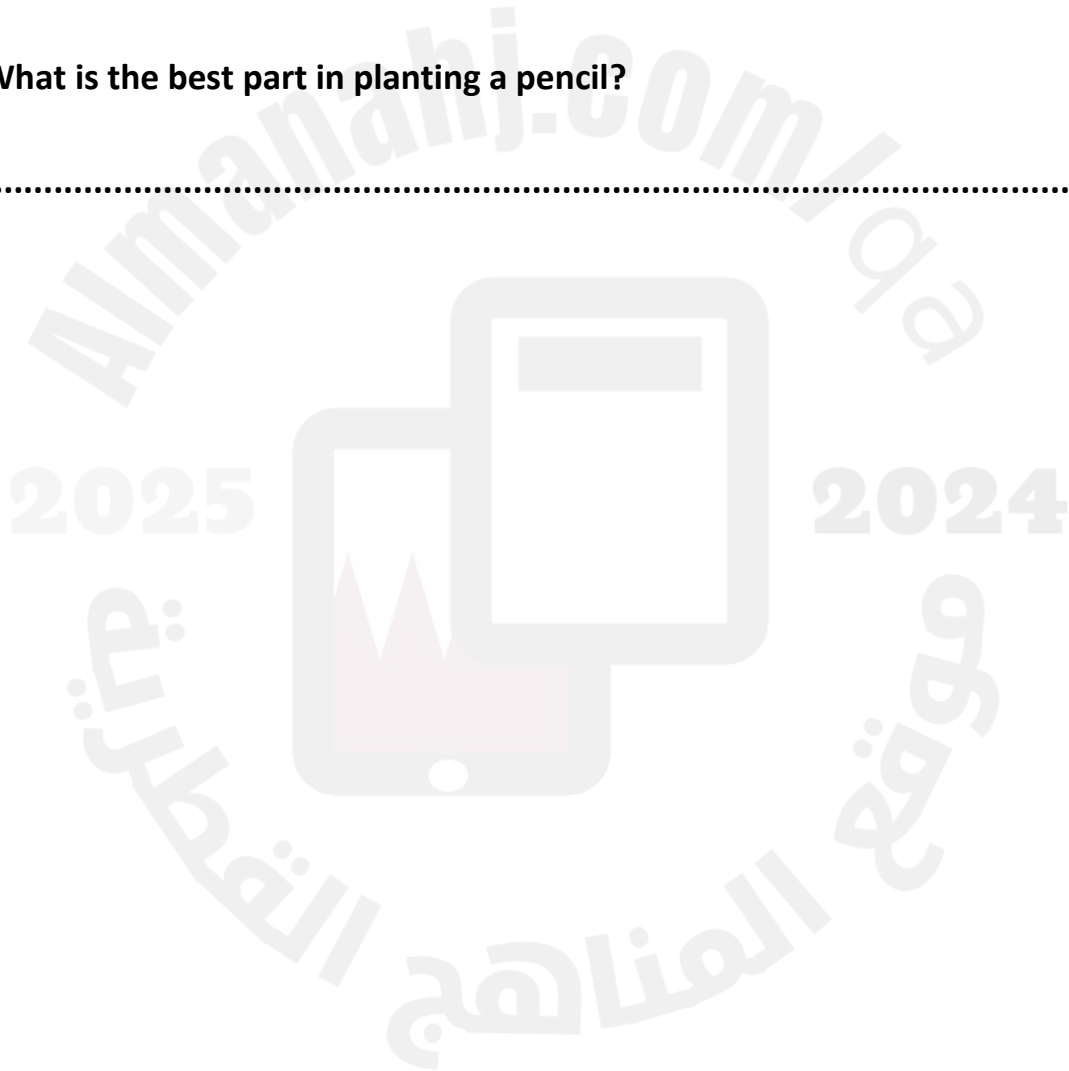 What is the best part in planting a pencil?
..........................................................................................
Almanahj.com/qa
2025 2024
موقع المناهج القطرية